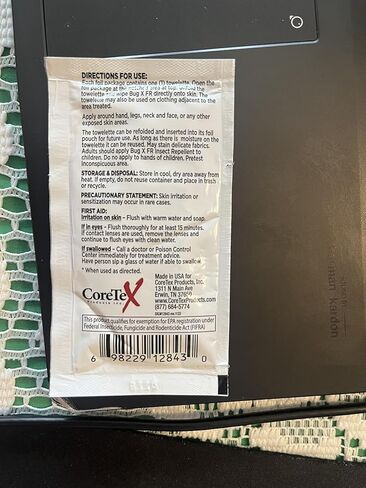 DIRECTIONS FOR USE:
Each foil package contains one (1) towelette. Open the
foil package at the notched area at top. Unfold the
towelette and wipe Bug X FR directly onto skin. The
towelette may also be used on clothing adjacent to the
area treated.
Apply around hand, legs, neck and face, or any other
exposed skin areas.
The towelette can be refolded and inserted into its foil
pouch for future use. As long as there is moisture on the
towelette it can be reused. May stain delicate fabrics.
Adults should apply Bug X FR Insect Repellent to
children. Do no apply to hands of children. Pretest
inconspicuous area.
STORAGE & DISPOSAL: Store in cool, dry area away from
heat. If empty, do not reuse container and place in trash
or recycle.
PRECAUTIONARY STATEMENT: Skin irritation or
sensitization may occur in rare cases.
FIRST AID:
Irritation on skin - Flush with warm water and soap.
If in eyes - Flush thoroughly for at least 15 minutes.
If contact lenses are used, remove the lenses and
continue to flush eyes with clean water.
If swallowed - Call a doctor or Poison Control
Center immediately for treatment advice.
Have person sip a glass of water if able to swallow.
* When used as directed.
CoreTex
Made in USA for
CoreTex Products, Inc.
1311 N Main Ave
Erwin, TN 37650
www.CoreTexProducts.com
(877) 684-5774
This product qualifies for exemption for EPA registration under
Federal Insecticide, Fungicide and Rodenticide Act (FIFRA)
6 98229 12843 0